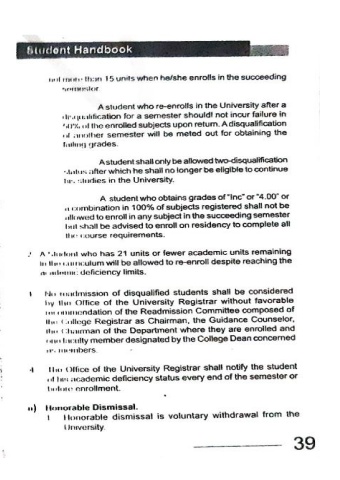 Student Handbook
not more than 15 units when he/she enrolls in the succeeding
semester.
A student who re-enrolls in the University after a
disqualification for a semester should not incur failure in
50% of the enrolled subjects upon return. A disqualification
of another semester will be meted out for obtaining the
failing grades.
A student shall only be allowed two-disqualification
status after which he shall no longer be eligible to continue
his studies in the University.
A student who obtains grades of "Inc" or "4.00" or
a combination in 100% of subjects registered shall not be
allowed to enroll in any subject in the succeeding semester
but shall be advised to enroll on residency to complete all
the course requirements.
2 A student who has 21 units or fewer academic units remaining
in the curriculum will be allowed to re-enroll despite reaching the
academic deficiency limits.
3 No readmission of disqualified students shall be considered
by the Office of the University Registrar without favorable
recommendation of the Readmission Committee composed of
the College Registrar as Chairman, the Guidance Counselor,
the Chairman of the Department where they are enrolled and
one faculty member designated by the College Dean concerned
as members.
4 The Office of the University Registrar shall notify the student
of his academic deficiency status every end of the semester or
before enrollment.
n) Honorable Dismissal.
1 Honorable dismissal is voluntary withdrawal from the
University.
39